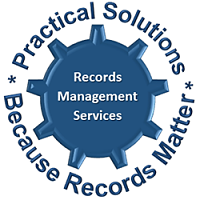 * Practical Solutions *
Records
Management
Services
Because Records Matter